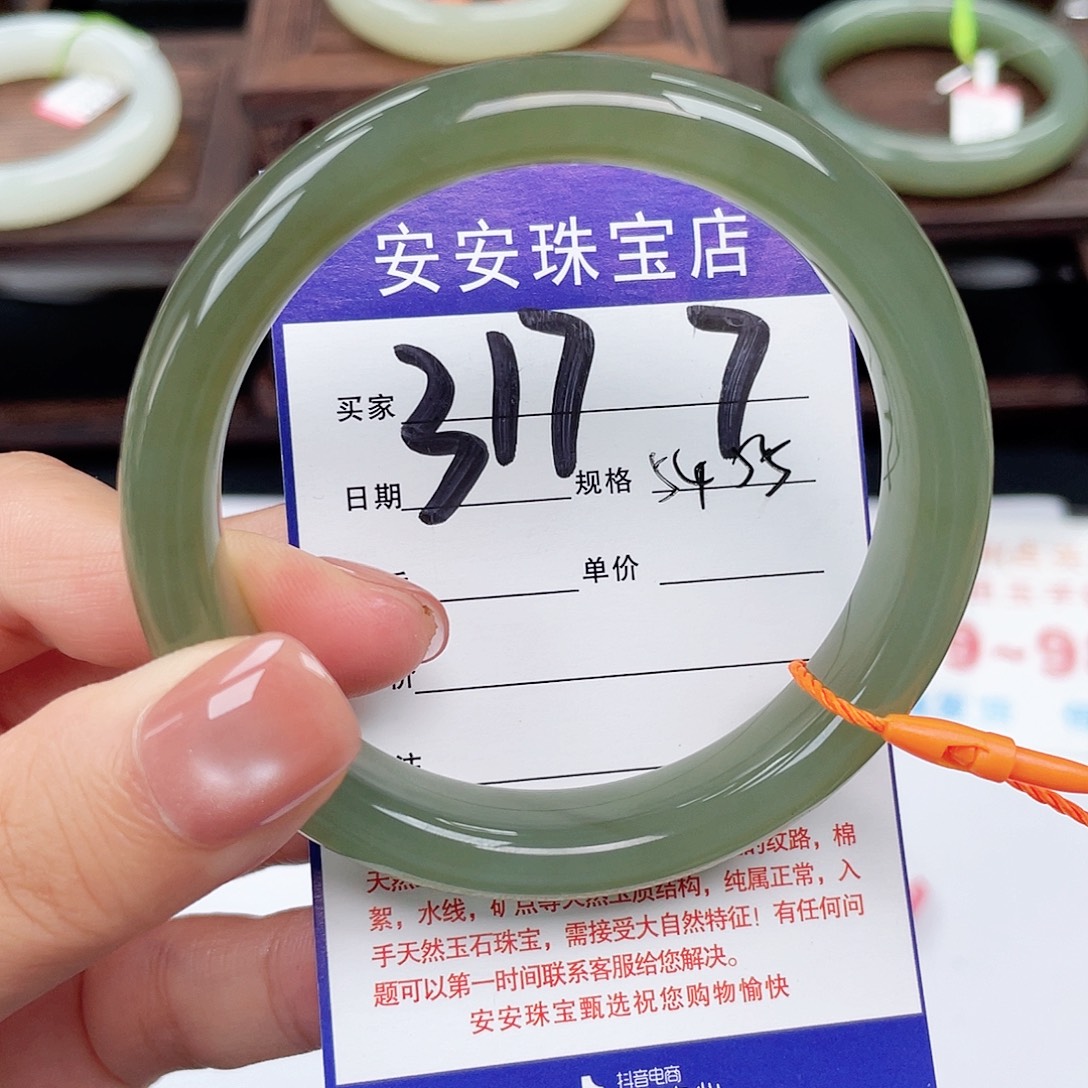 安安珠宝店
317 7
买家
日期
规格 54 55
单价
价
天然
的纹路，棉
絮，水线，矿点等天然玉质结构，纯属正常，入
手天然玉石珠宝，需接受大自然特征！有任何问
题可以第一时间联系客服给您解决。
安安珠宝甄选祝您购物愉快
抖音电商